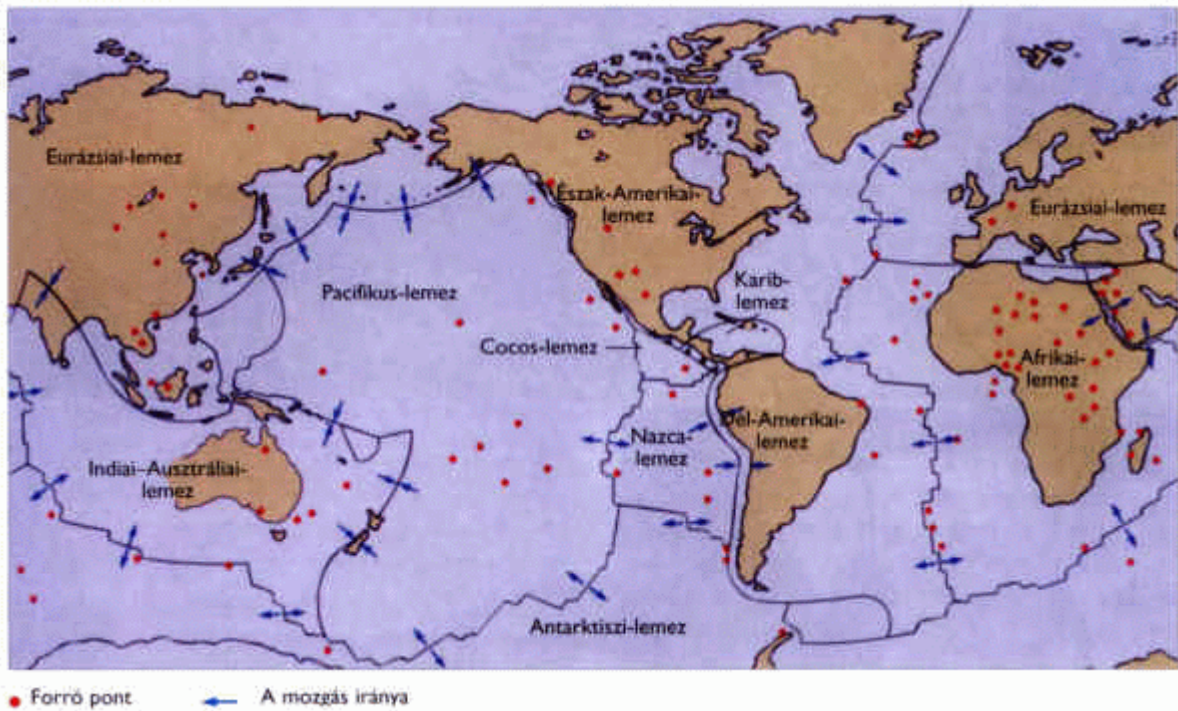 Eurázsiai-lemez
Észak-Amerikai-
lemez
Eurázsiai-lemez
Pacifikus-lemez
Karib-
lemez
Cocos-lemez
Afrikai-
lemez
Dél-Amerikai-
lemez
Nazca-
lemez
Indiai–Ausztráliai-
lemez
Antarktiszi-lemez
Forró pont
A mozgás iránya